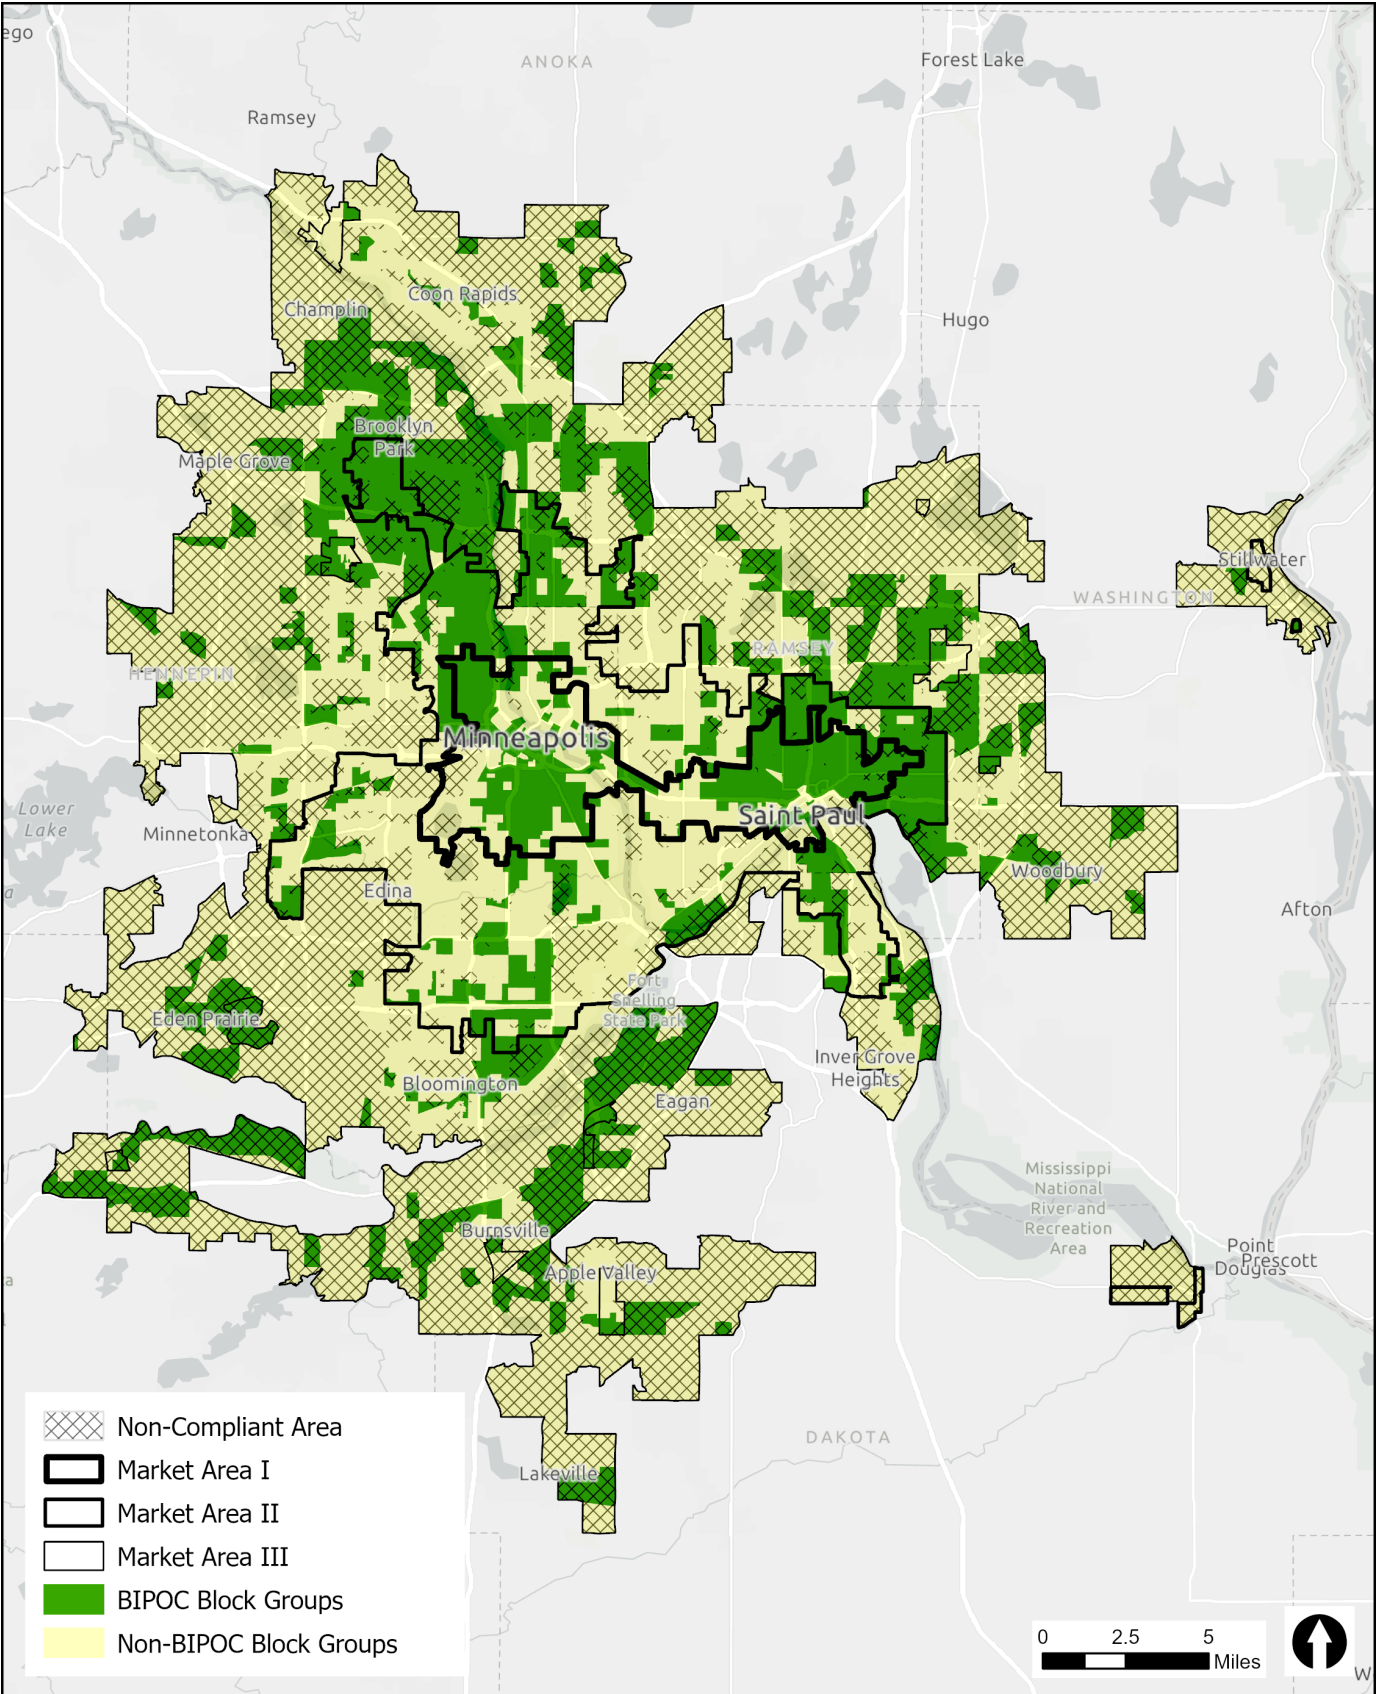 ego
ANOKA
Forest Lake
Ramsey
Champlin
Coon Rapids
Hugo
Brooklyn
Park
Maple Grove
Stillwater
WASHINGTON
RAMSEY
HENNEPIN
Minneapolis
Lower
Lake
Minnetonka
Saint Paul
Edina
Woodbury
a
Afton
Fort
Snelling
State Park
Eden Prairie
Inver Grove
Heights
Bloomington
Eagan
Mississippi
National
River and
Recreation
Area
Burnsville
Apple Valley
Point
Douglas
Prescott
a
DAKOTA
Lakeville
Non-Compliant Area
Market Area I
Market Area II
Market Area III
BIPOC Block Groups
Non-BIPOC Block Groups
0 2.5 5
Miles
W